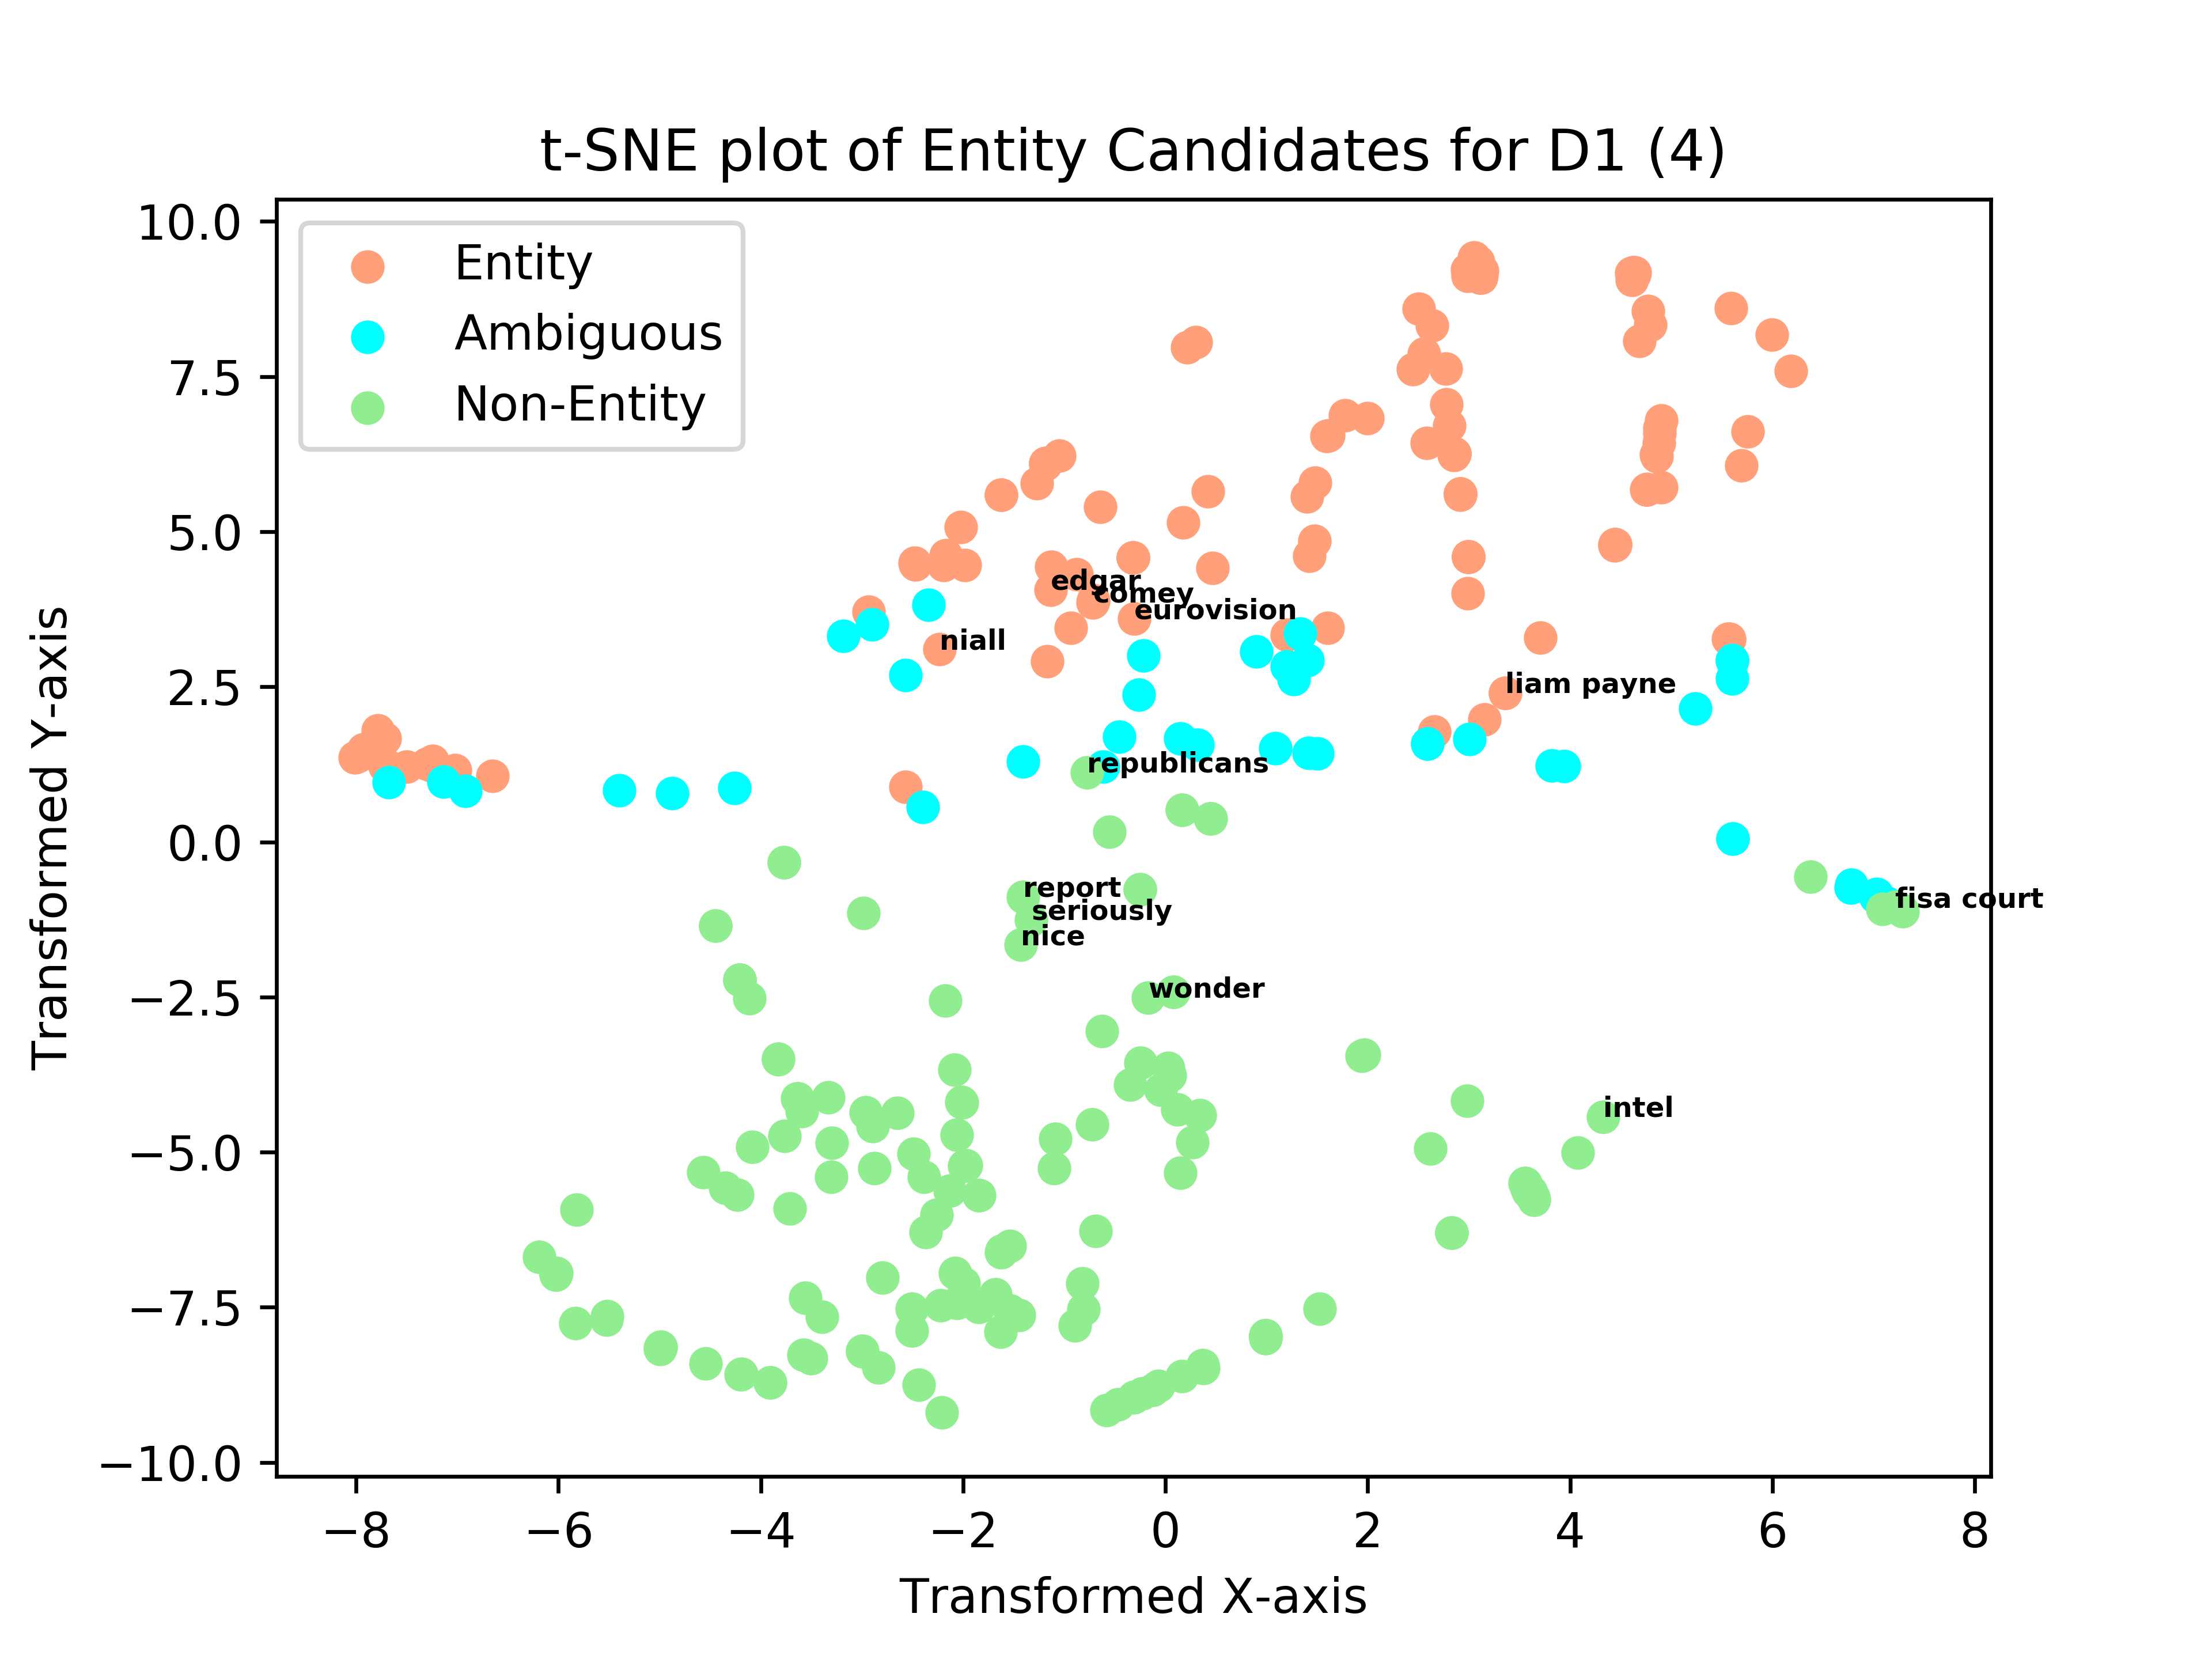 t-SNE plot of Entity Candidates for D1 (4)
Entity
Ambiguous
Non-Entity
10.0
7.5
5.0
2.5
0.0
−2.5
−5.0
−7.5
−10.0
Transformed Y-axis
edgar
comey
eurovision
niall
liam payne
republicans
report
fisa court
seriously
nice
wonder
intel
−8 −6 −4 −2 0 2 4 6 8
Transformed X-axis